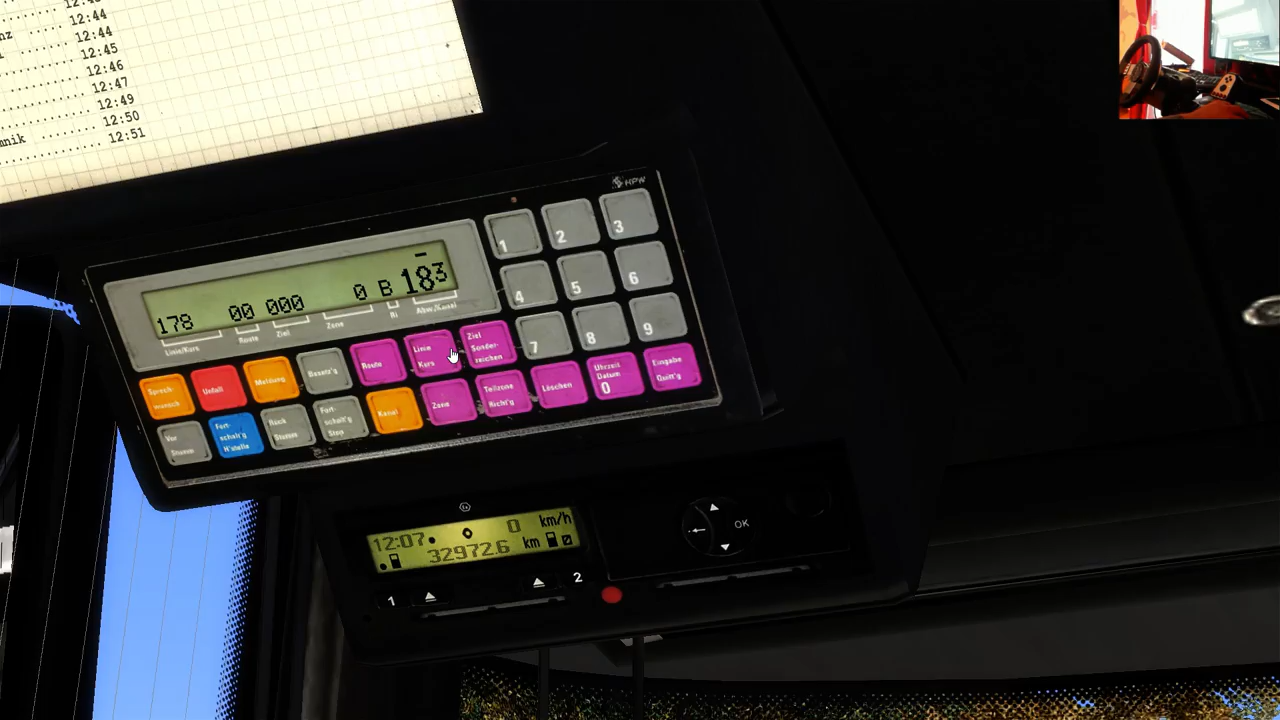 12:44
12:44
12:45
12:46
12:47
12:49
12:50
12:51
HPW
178 00 000 0 B 183
Linie/Kurs Route Ziel Zone Ri Abw./Kanal
1 2 3
4 5 6
7 8 9
Sprech-
wunsch
Unfall
Meldung
Besetz'g
Route
Linie
Kurs
Ziel
Sonder-
zeichen
Vor
Stumm
Fort-
schalt'g
H'stelle
Rück
Stumm
Fort-
schalt'g
Stop
Kanal
Zone
Teilzone
Richt'g
Löschen
Uhrzeit
Datum
0
Eingabe
Quitt'g
12:07 0 km/h
32972.6 km
OK
1 2